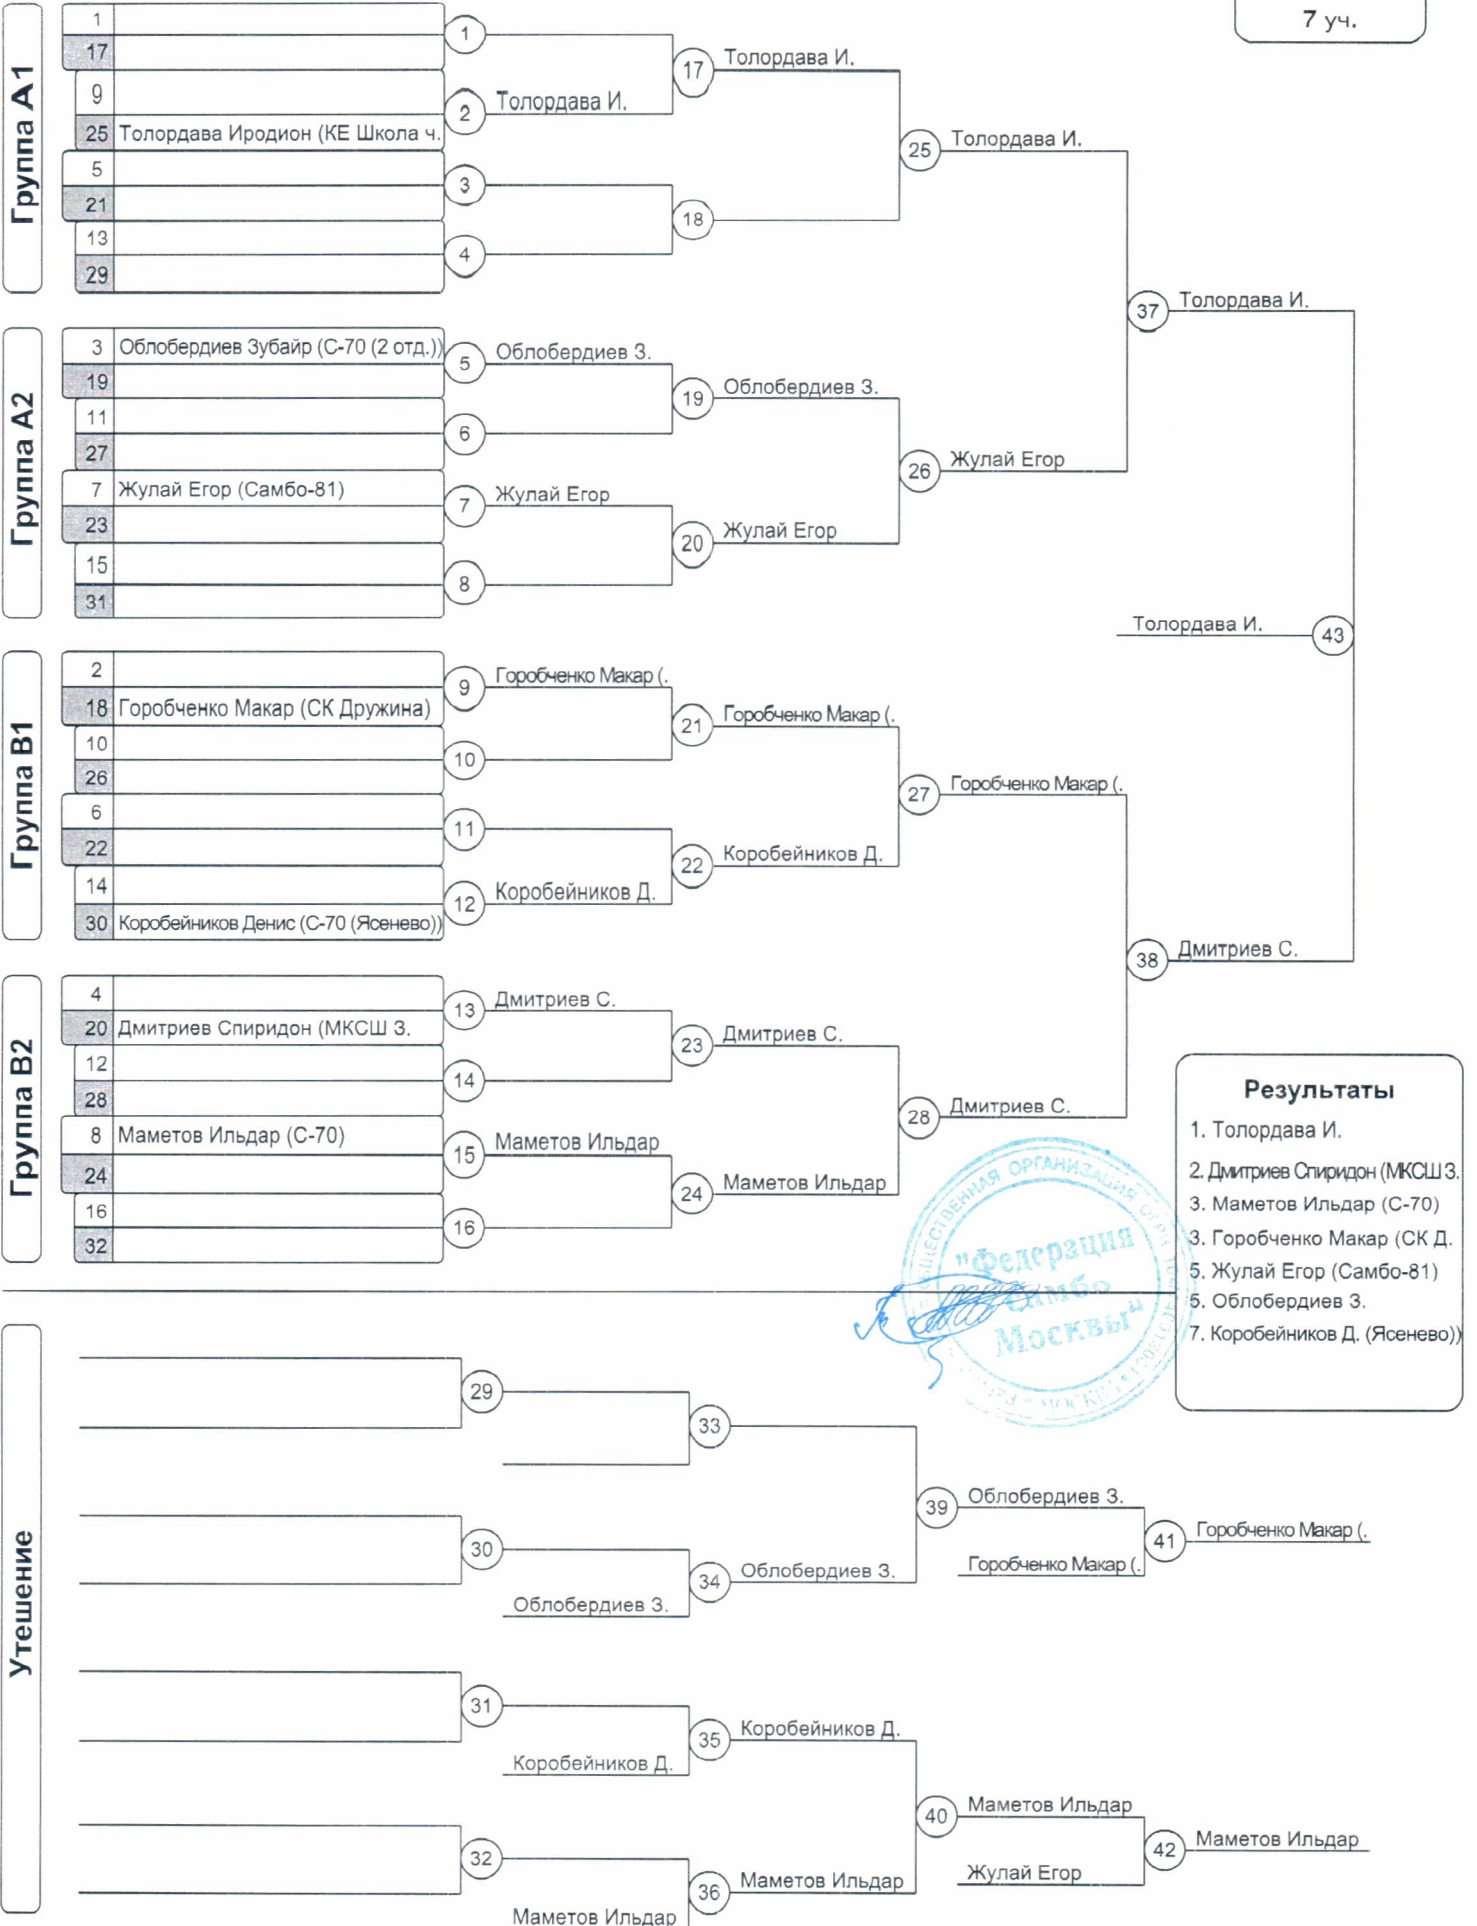 7 уч.
Группа А1
1
17
9
25 Толордава Иродион (КЕ Школа ч.
5
21
13
29
1
2 Толордава И.
3
4
17 Толордава И.
18
25 Толордава И.
37 Толордава И.
Группа А2
3 Облобердиев Зубайр (С-70 (2 отд.))
19
11
27
7 Жулай Егор (Самбо-81)
23
15
31
5 Облобердиев З.
6
7 Жулай Егор
8
19 Облобердиев З.
20 Жулай Егор
26 Жулай Егор
Толордава И. 43
Группа В1
2
18 Горобченко Макар (СК Дружина)
10
26
6
22
14
30 Коробейников Денис (С-70 (Ясенево))
9 Горобченко Макар (.
10
11
12 Коробейников Д.
21 Горобченко Макар (.
22 Коробейников Д.
27 Горобченко Макар (.
38 Дмитриев С.
Группа В2
4
20 Дмитриев Спиридон (МКСШ З.
12
28
8 Маметов Ильдар (С-70)
24
16
32
13 Дмитриев С.
14
15 Маметов Ильдар
16
23 Дмитриев С.
24 Маметов Ильдар
28 Дмитриев С.
Результаты
1. Толордава И.
2. Дмитриев Спиридон (МКСШ З.
3. Маметов Ильдар (С-70)
3. Горобченко Макар (СК Д.
5. Жулай Егор (Самбо-81)
5. Облобердиев З.
7. Коробейников Д. (Ясенево))
ОБЩЕСТВЕННАЯ ОРГАНИЗАЦИЯ ОГРН
"Федерация
Самбо
Москвы"
МОСКВА
Утешение
29
30
Облобердиев З.
31
Коробейников Д.
32
Маметов Ильдар
33
34 Облобердиев З.
35 Коробейников Д.
36 Маметов Ильдар
39 Облобердиев З.
Горобченко Макар (.
41 Горобченко Макар (.
40 Маметов Ильдар
Жулай Егор
42 Маметов Ильдар